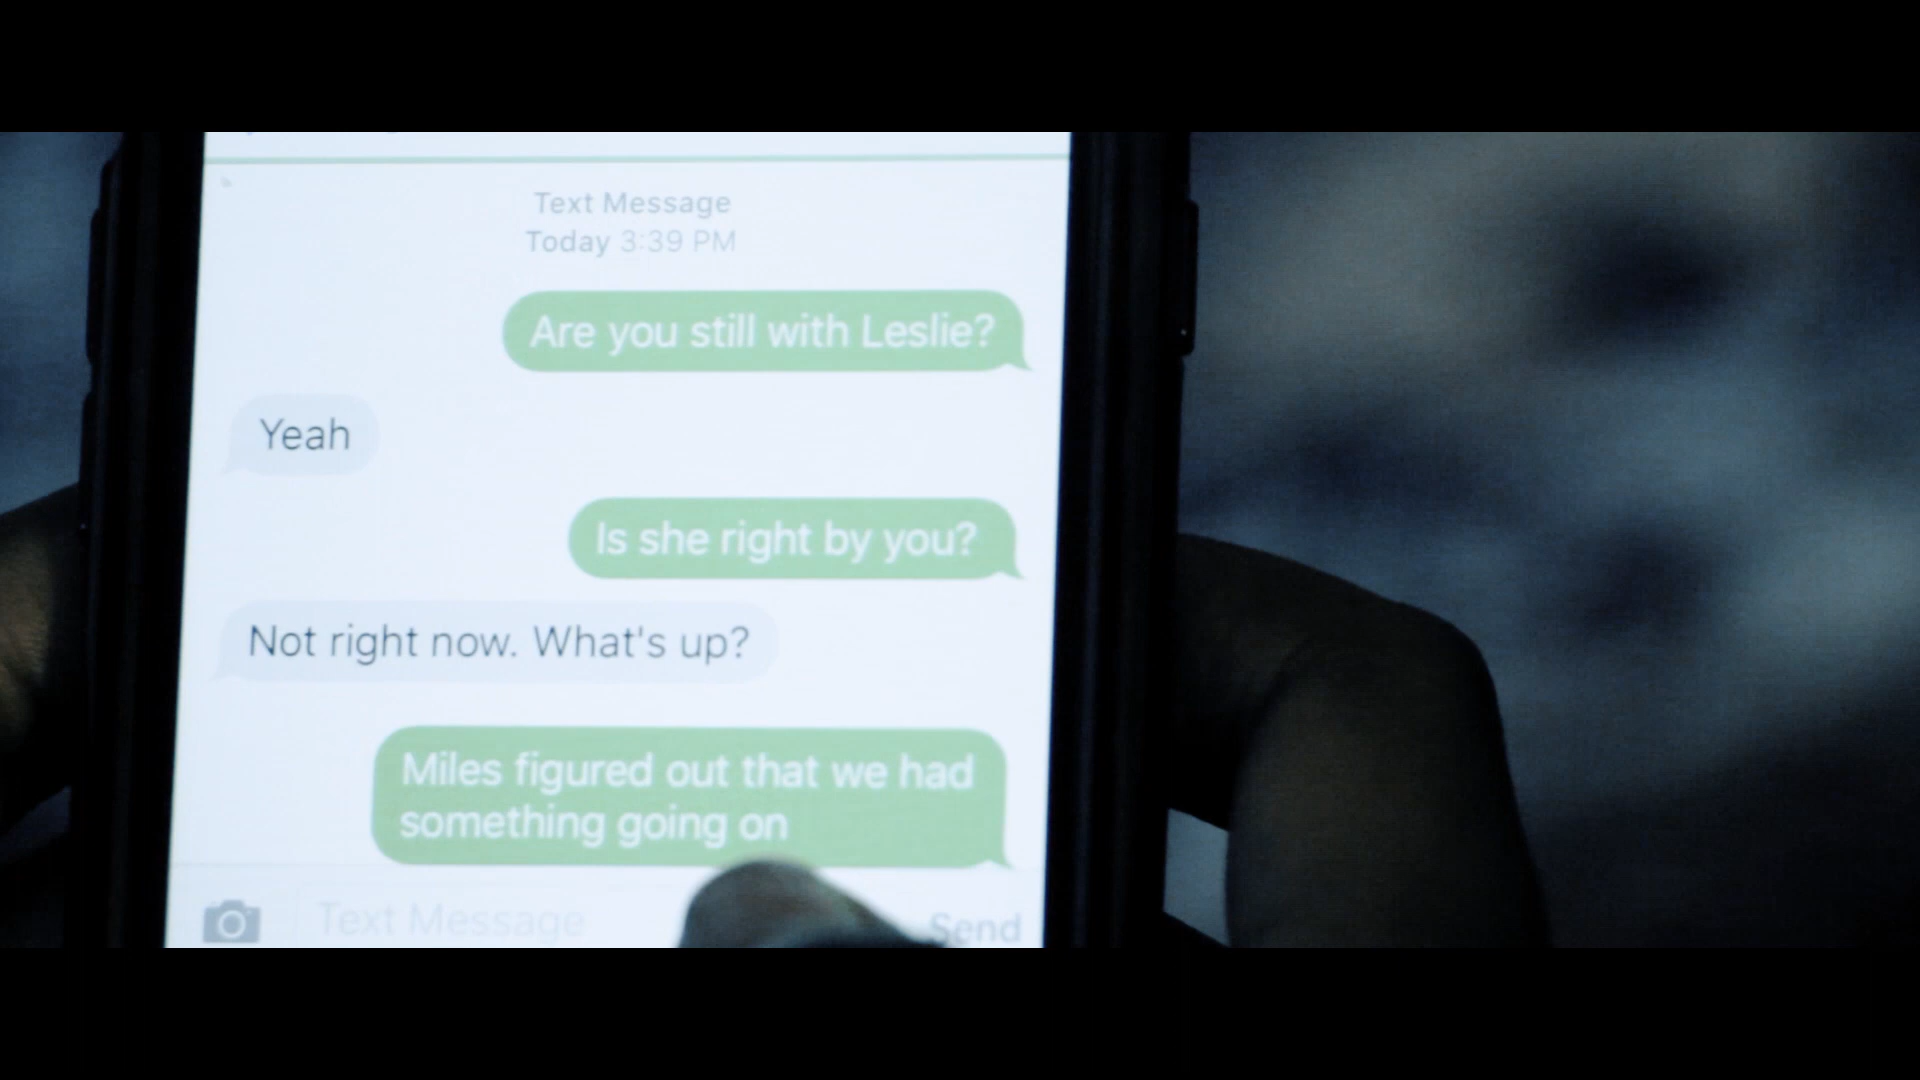 Text Message
Today 3:39 PM
Are you still with Leslie?
Yeah
Is she right by you?
Not right now. What's up?
Miles figured out that we had
something going on
Text Message
Send